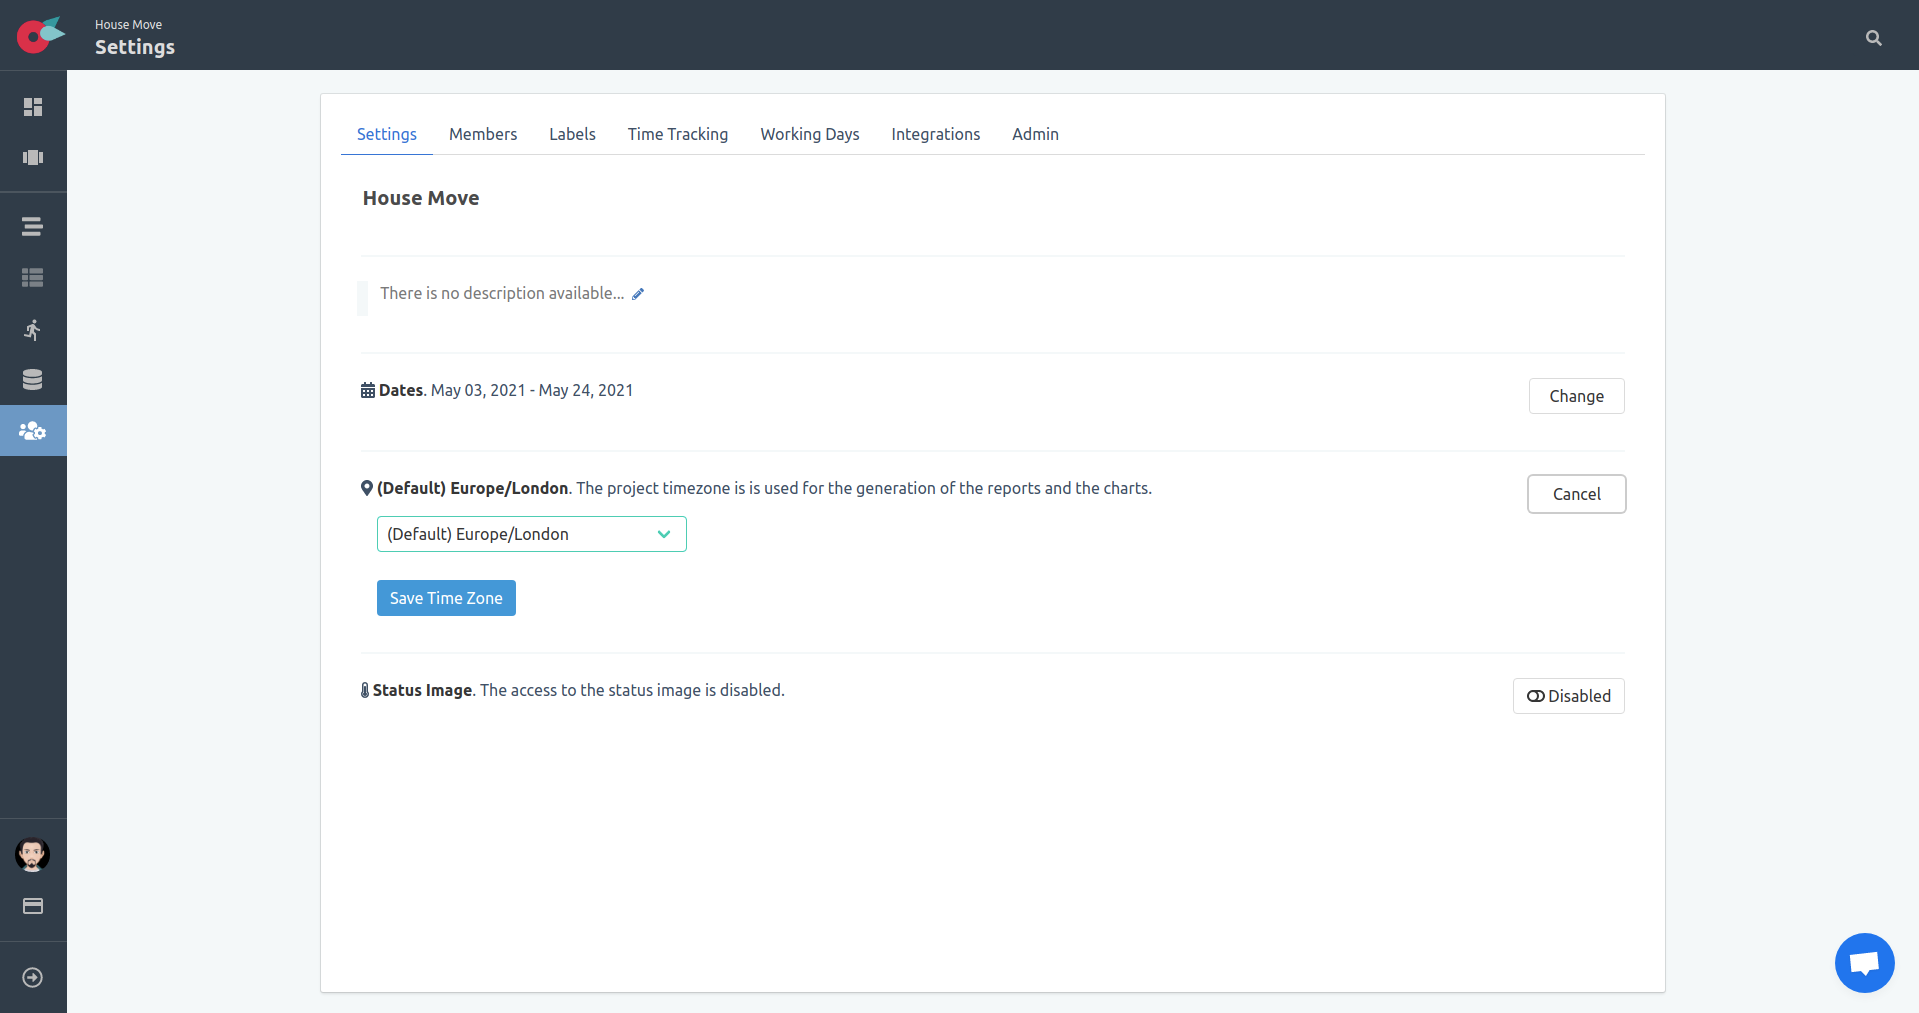 House Move
Settings
Settings Members Labels Time Tracking Working Days Integrations Admin
House Move
There is no description available...
Dates. May 03, 2021 - May 24, 2021
Change
(Default) Europe/London. The project timezone is is used for the generation of the reports and the charts.
Cancel
(Default) Europe/London
Save Time Zone
Status Image. The access to the status image is disabled.
Disabled